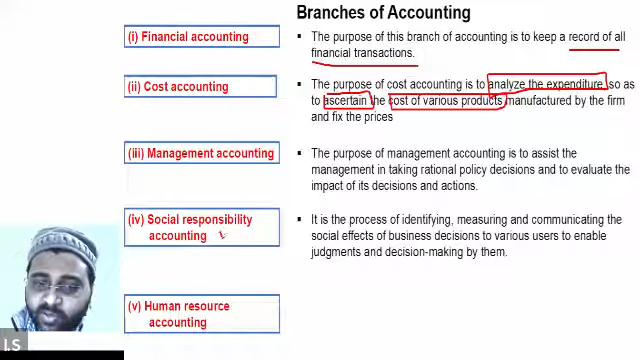 Branches of Accounting
(i) Financial accounting
▪ The purpose of this branch of accounting is to keep a record of all
financial transactions.
(ii) Cost accounting
▪ The purpose of cost accounting is to analyze the expenditure so as
to ascertain the cost of various products manufactured by the firm
and fix the prices
(iii) Management accounting
▪ The purpose of management accounting is to assist the
management in taking rational policy decisions and to evaluate the
impact of its decisions and actions.
(iv) Social responsibility
accounting
▪ It is the process of identifying, measuring and communicating the
social effects of business decisions to various users to enable
judgments and decision-making by them.
(v) Human resource
accounting
I.S